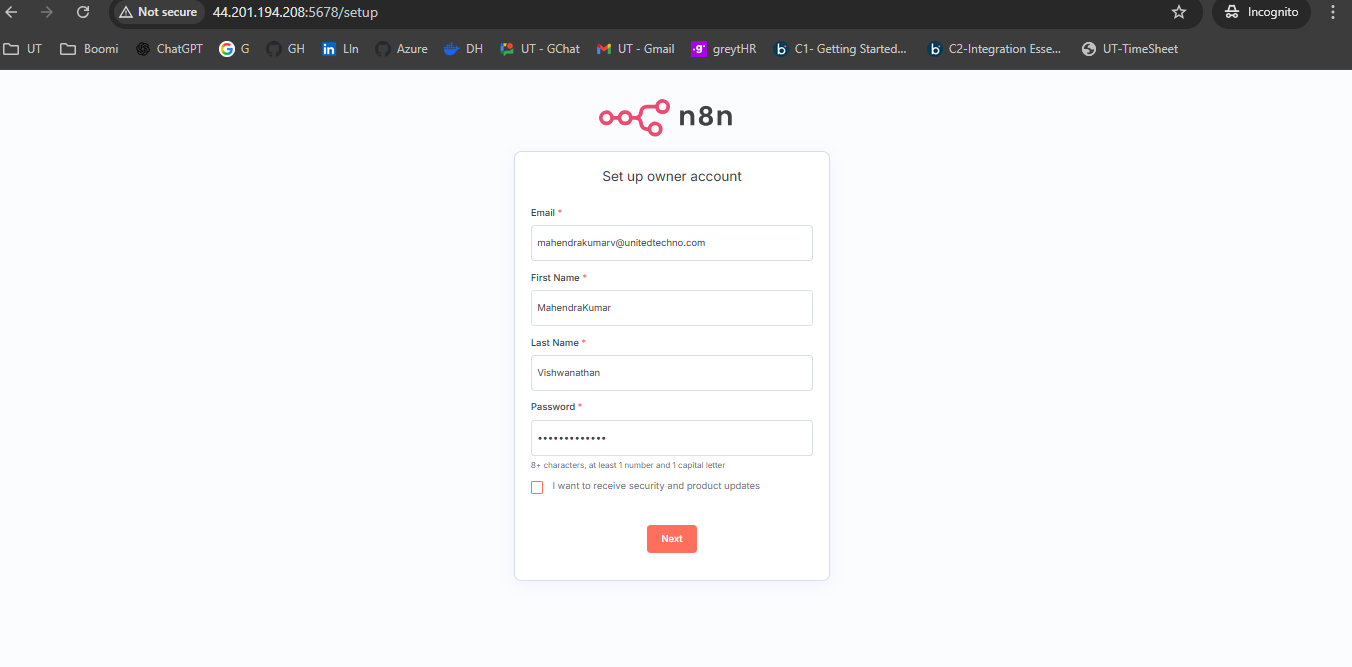 Not secure 44.201.194.208:5678/setup Incognito
UT Boomi ChatGPT G GH LIn Azure DH UT - GChat UT - Gmail greytHR C1- Getting Started... C2-Integration Esse... UT-TimeSheet
n8n
Set up owner account
Email *
mahendrakumarv@unitedtechno.com
First Name *
MahendraKumar
Last Name *
Vishwanathan
Password *
•••••••••••••
8+ characters, at least 1 number and 1 capital letter
I want to receive security and product updates
Next